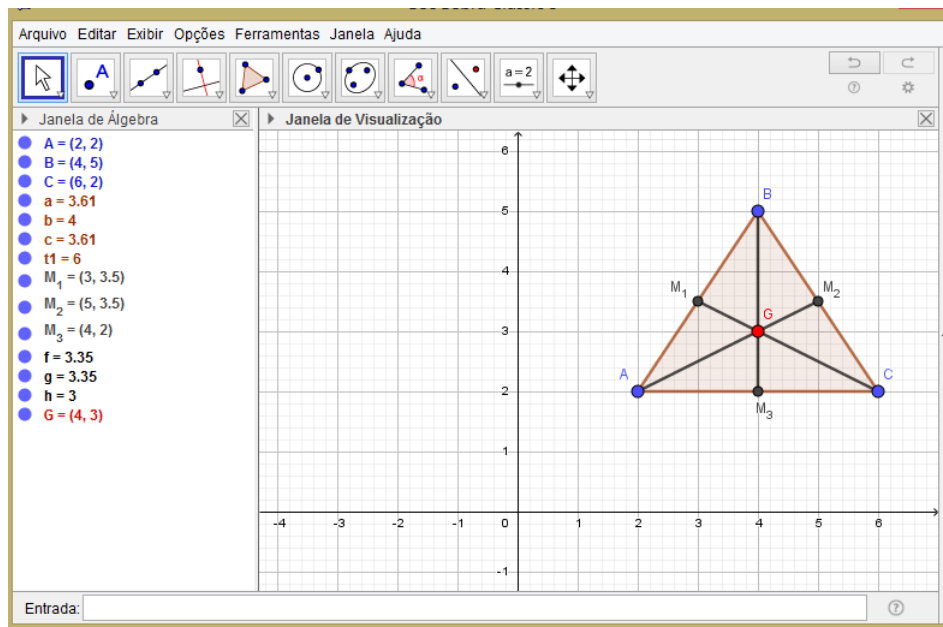 Arquivo Editar Exibir Opções Ferramentas Janela Ajuda
A
α
a=2
Janela de Álgebra
Janela de Visualização
A = (2, 2)
B = (4, 5)
C = (6, 2)
a = 3.61
b = 4
c = 3.61
t1 = 6
M1 = (3, 3.5)
M2 = (5, 3.5)
M3 = (4, 2)
f = 3.35
g = 3.35
h = 3
G = (4, 3)
6
B
5
4
M1
M2
3
G
A
C
2
M3
1
-4 -3 -2 -1 0 1 2 3 4 5 6
-1
Entrada: